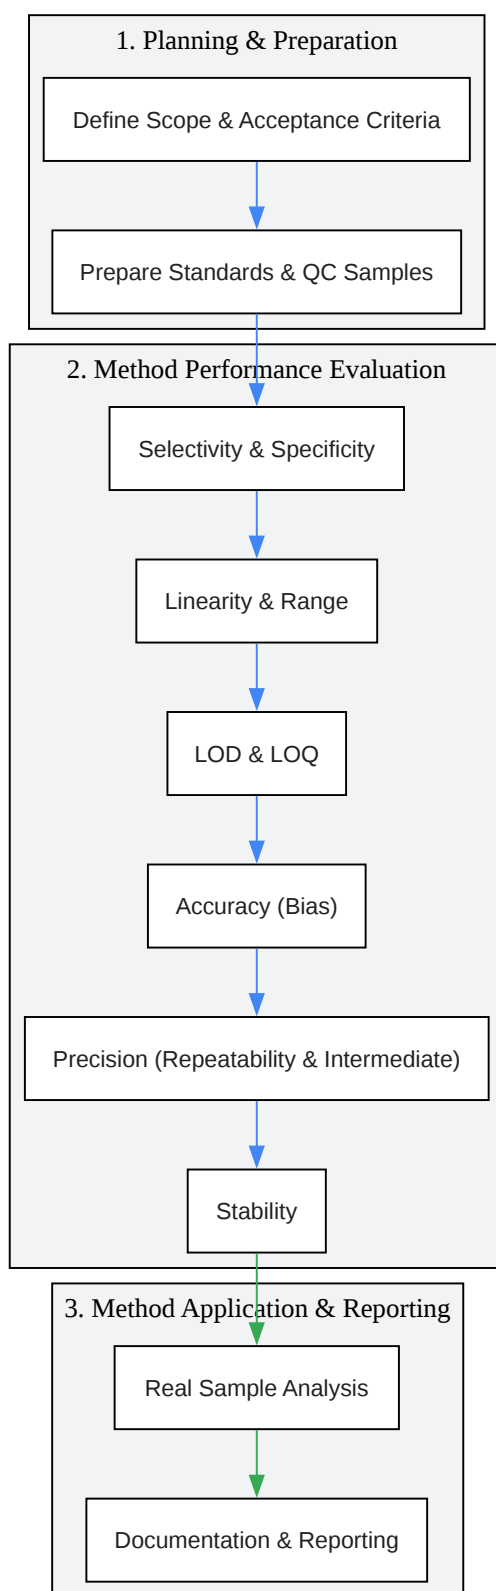 1. Planning & Preparation
Define Scope & Acceptance Criteria
Prepare Standards & QC Samples
2. Method Performance Evaluation
Selectivity & Specificity
Linearity & Range
LOD & LOQ
Accuracy (Bias)
Precision (Repeatability & Intermediate)
Stability
3. Method Application & Reporting
Real Sample Analysis
Documentation & Reporting